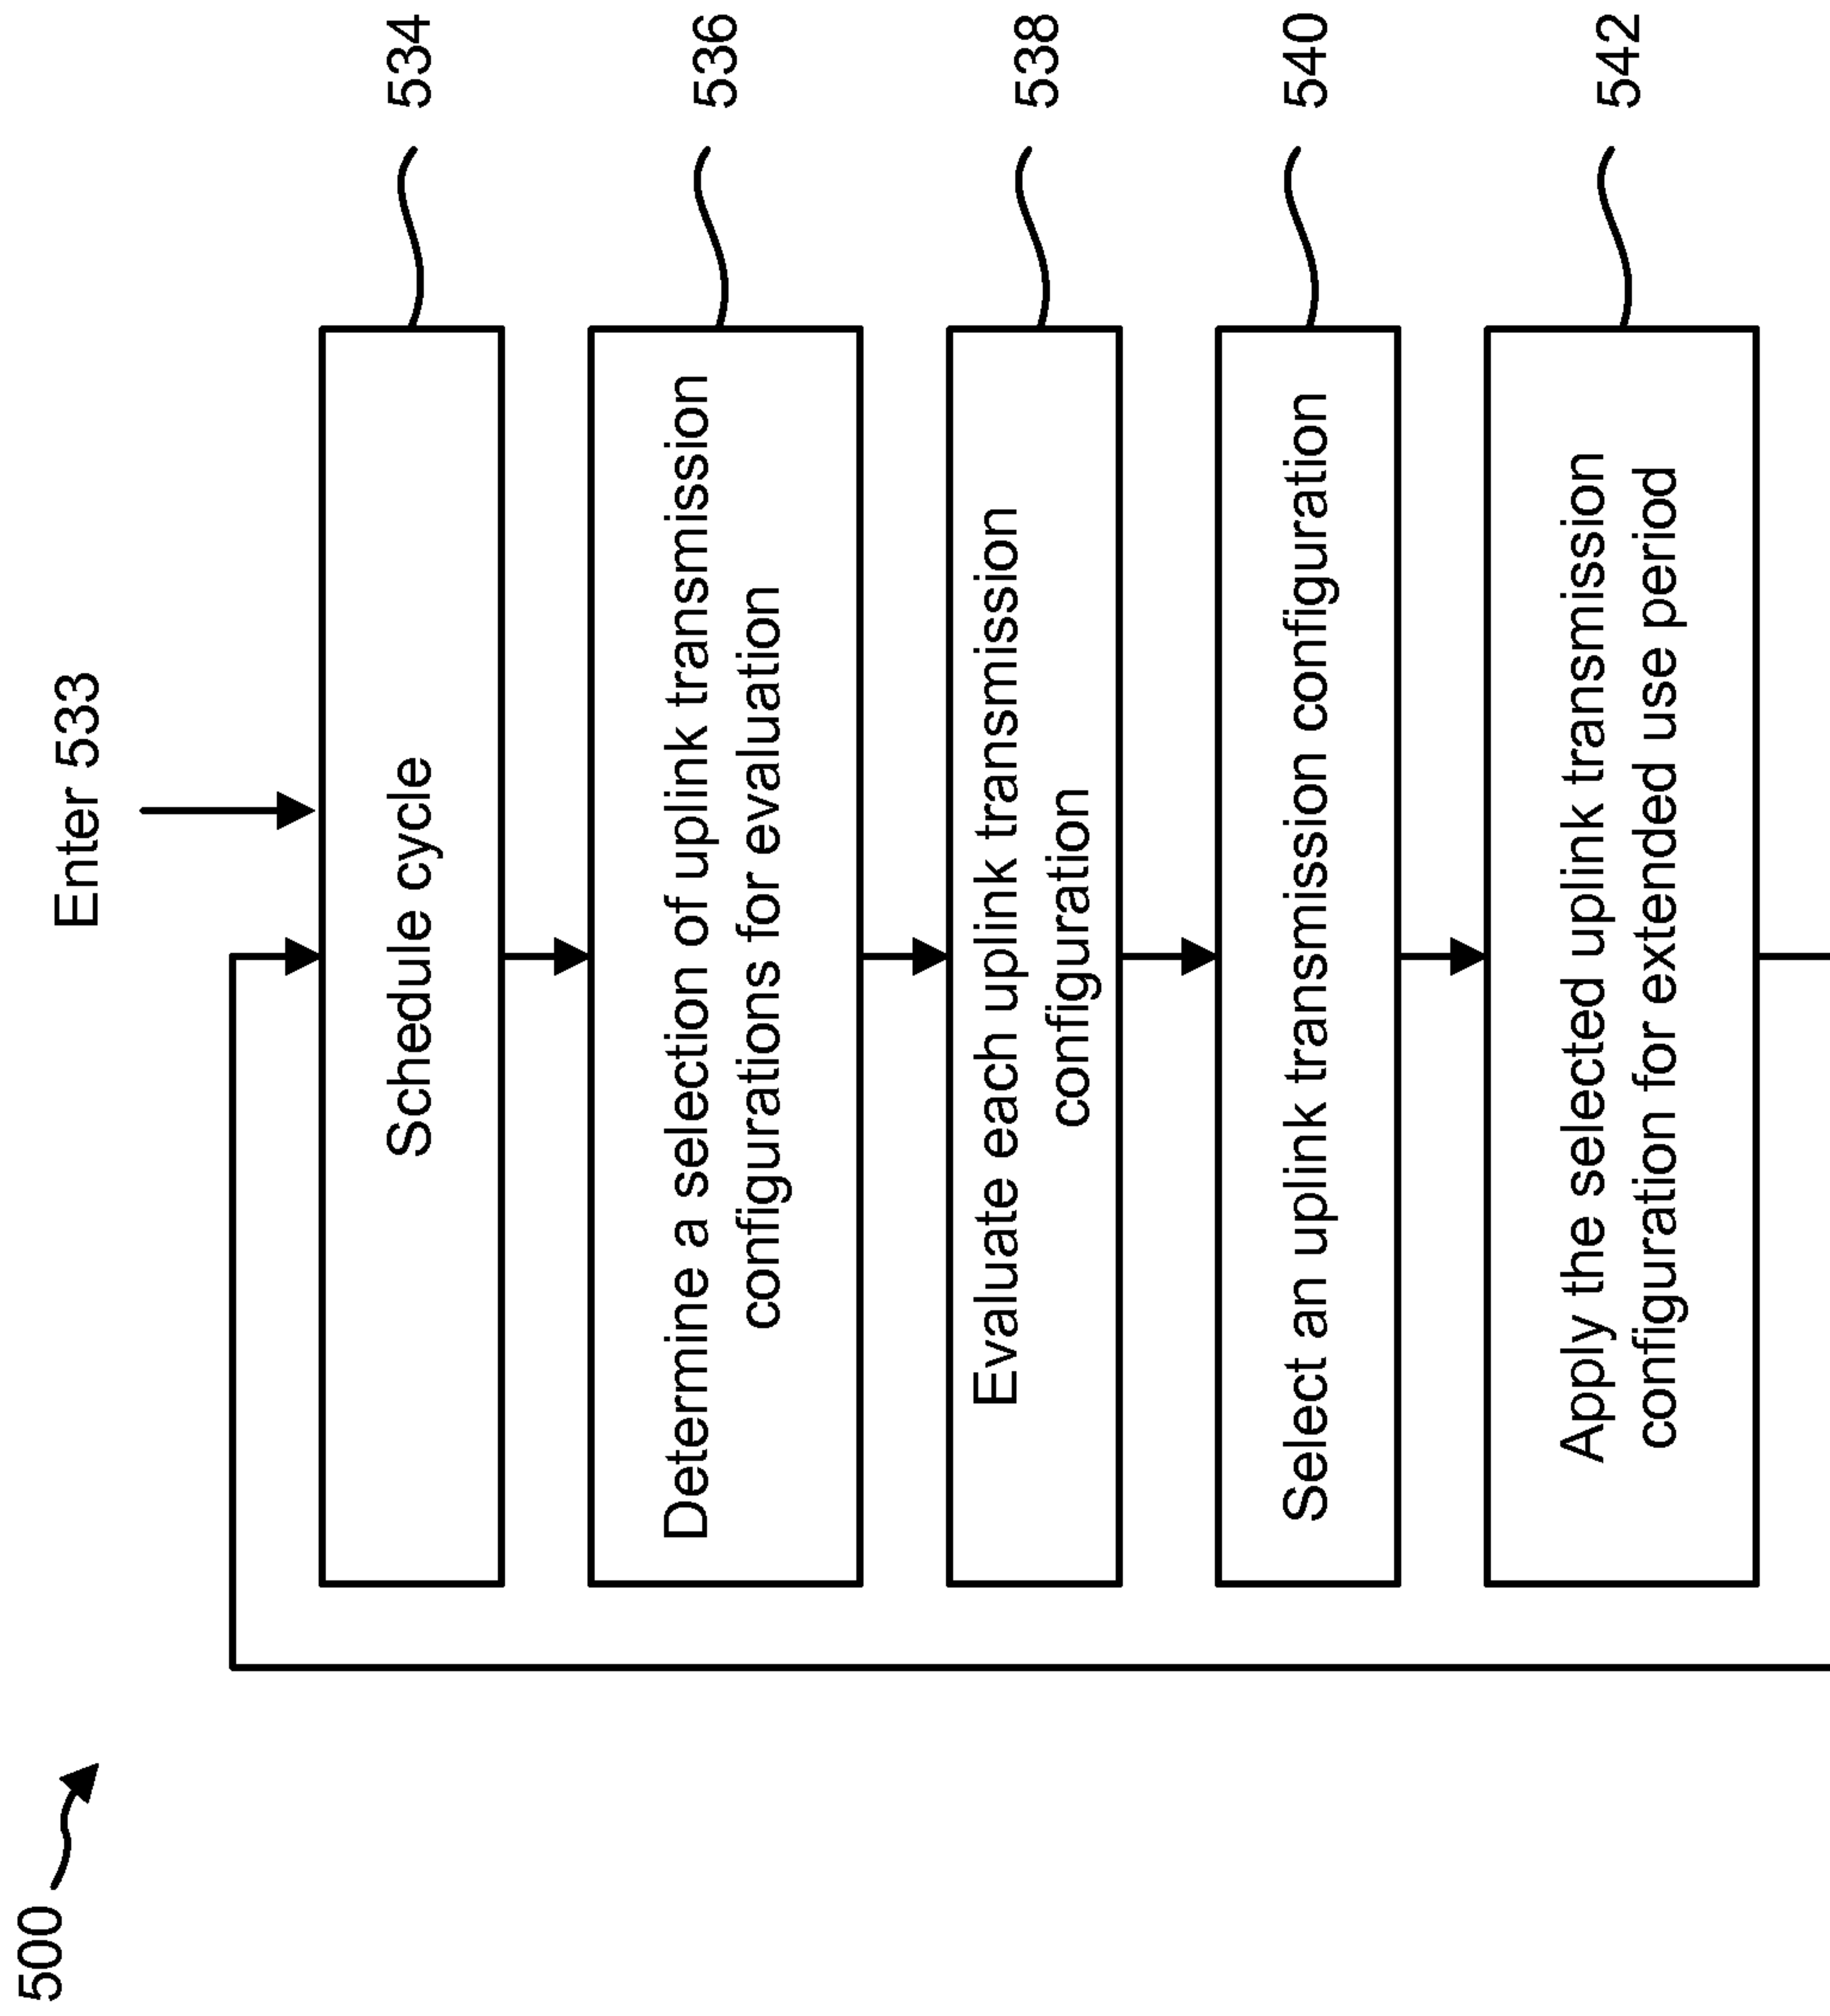 500
Enter 533
Schedule cycle
534
Determine a selection of uplink transmission
configurations for evaluation
536
Evaluate each uplink transmission
configuration
538
Select an uplink transmission configuration
540
Apply the selected uplink transmission
configuration for extended use period
542